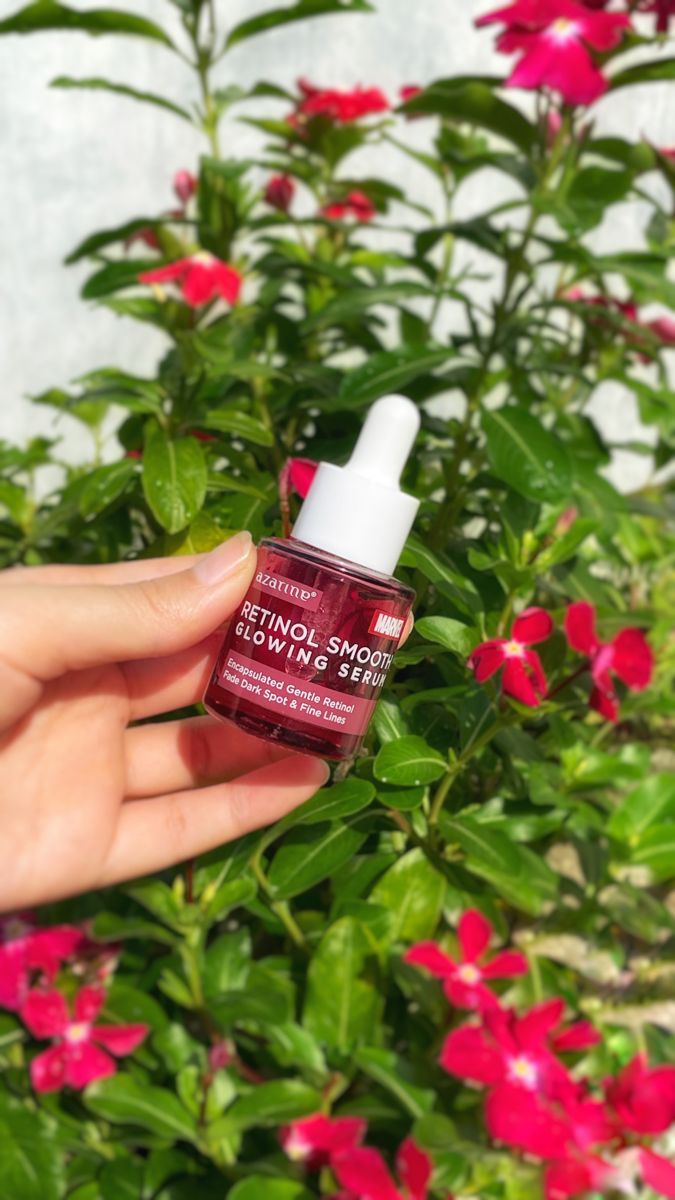 azarine®
MARVEL
RETINOL SMOOTH
GLOWING SERUM
Encapsulated Gentle Retinol
Fade Dark Spot & Fine Lines